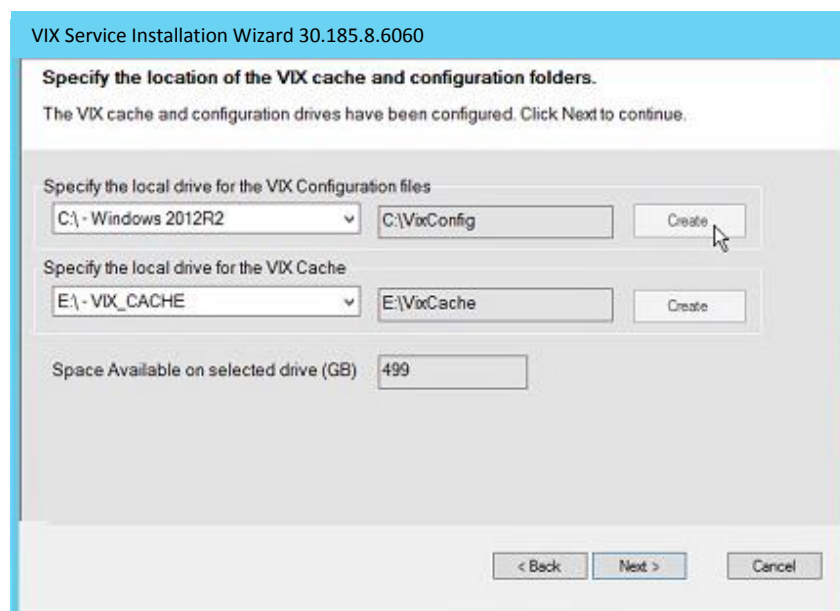 VIX Service Installation Wizard 30.185.8.6060
Specify the location of the VIX cache and configuration folders.
The VIX cache and configuration drives have been configured. Click Next to continue.
Specify the local drive for the VIX Configuration files
C:\ - Windows 2012R2 C:\VixConfig Create
Specify the local drive for the VIX Cache
E:\ - VIX_CACHE E:\VixCache Create
Space Available on selected drive (GB) 499
< Back Next > Cancel